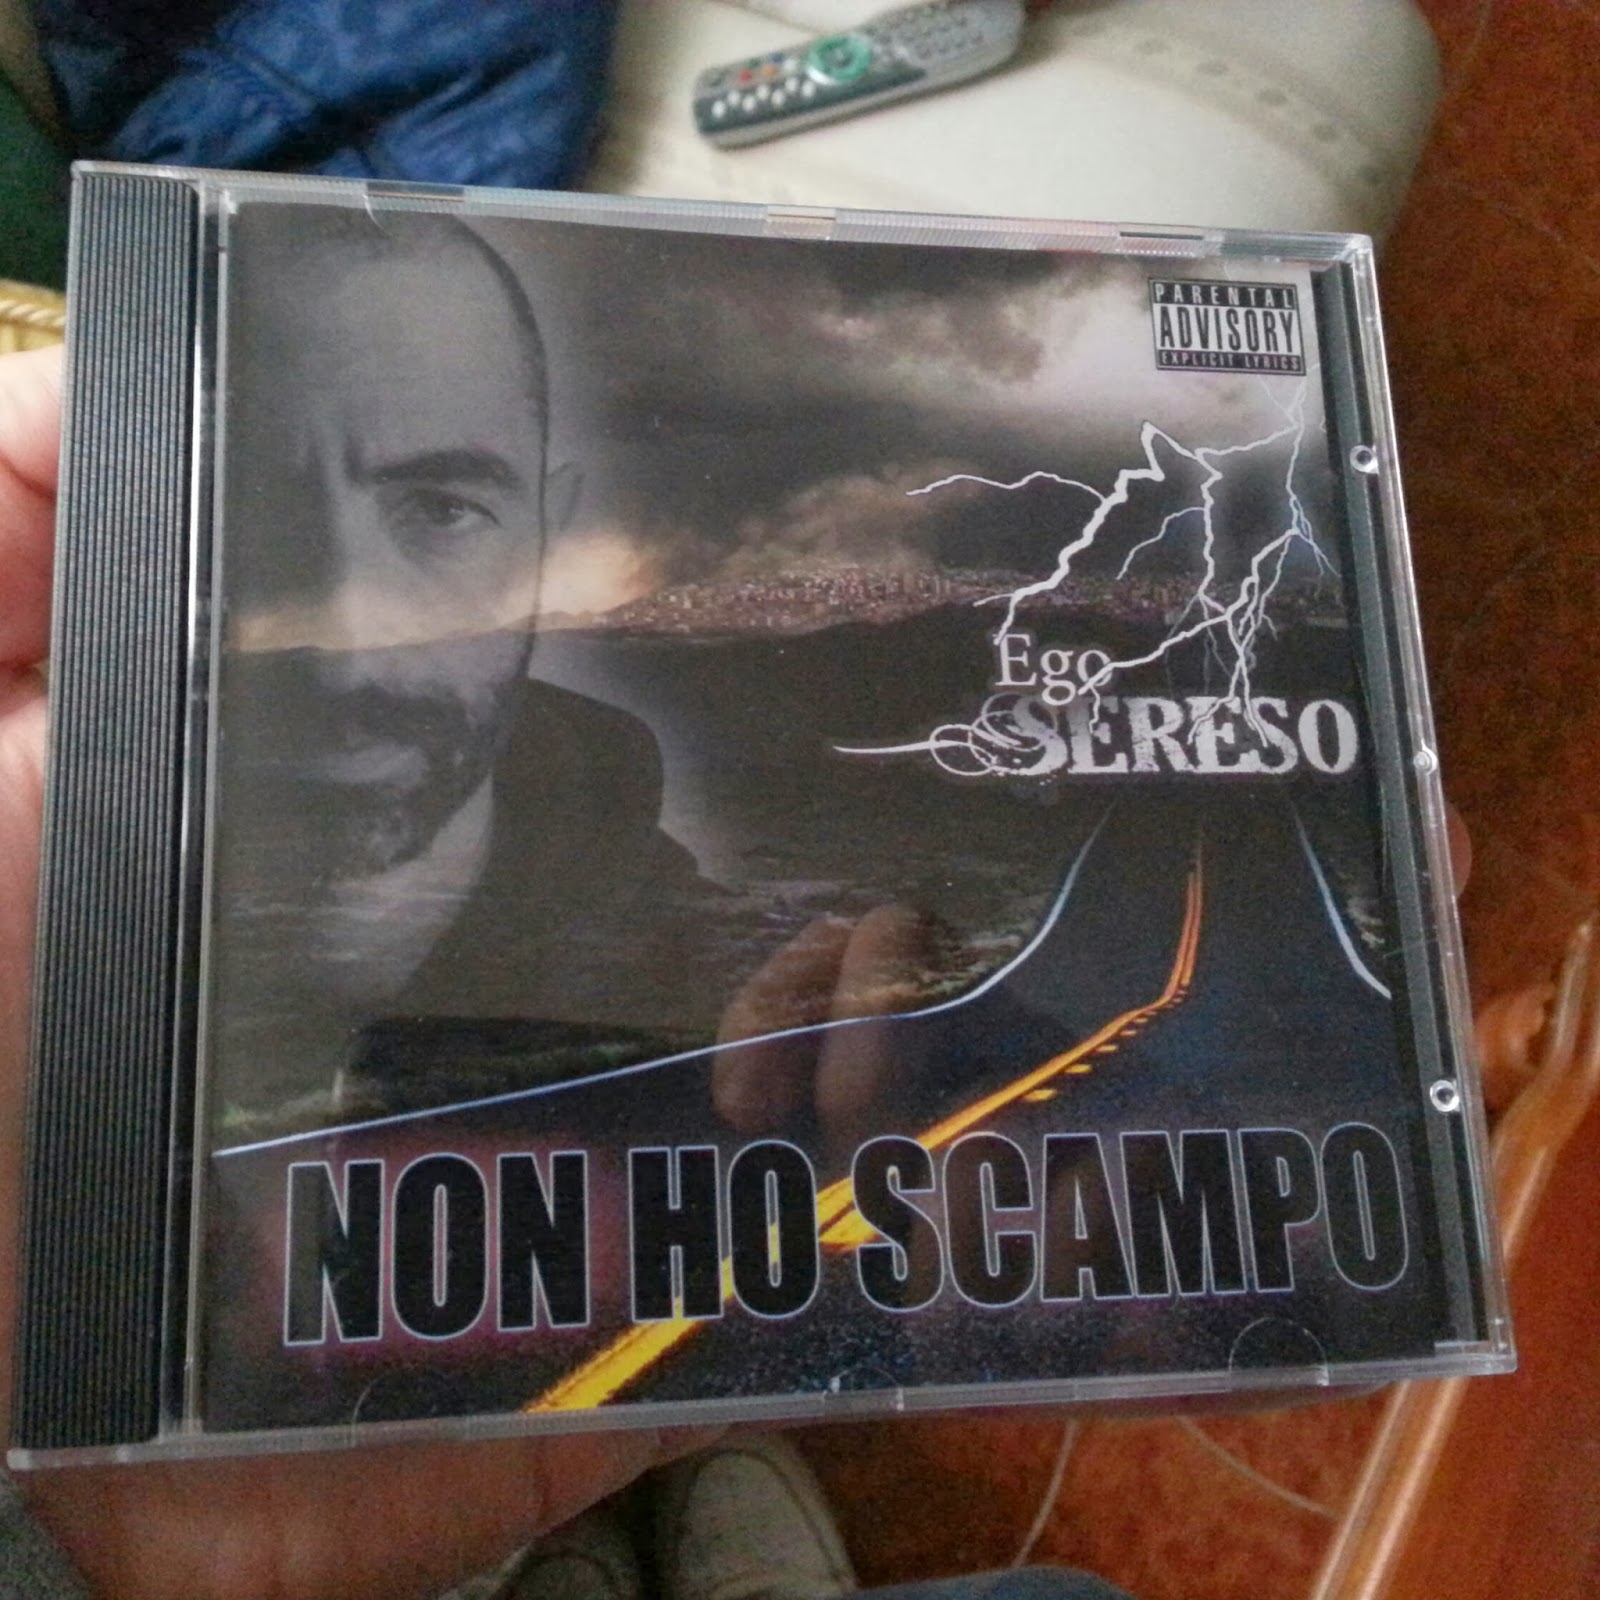 PARENTAL
ADVISORY
EXPLICIT LYRICS
Ego
SERESO
NON HO SCAMPO